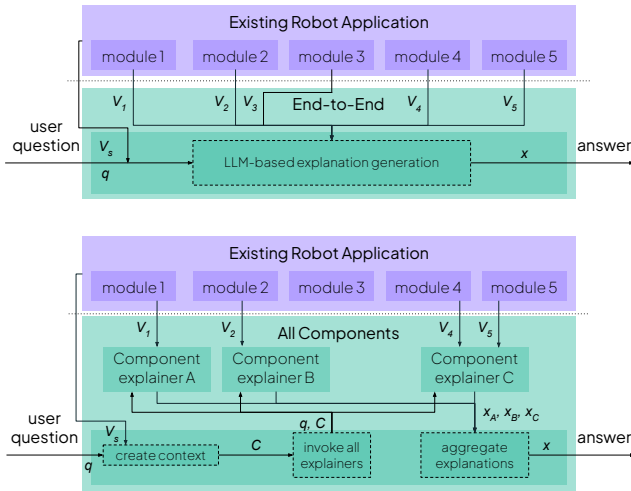 Existing Robot Application
module 1 module 2 module 3 module 4 module 5
V1 V2 V3 End-to-End V4 V5
user question
Vs
q
LLM-based explanation generation
x
answer
Existing Robot Application
module 1 module 2 module 3 module 4 module 5
V1 V2 All Components V4 V5
Component explainer A
Component explainer B
Component explainer C
user question
Vs
q
create context
C
q, C
invoke all explainers
xA, xB, xC
aggregate explanations
x
answer